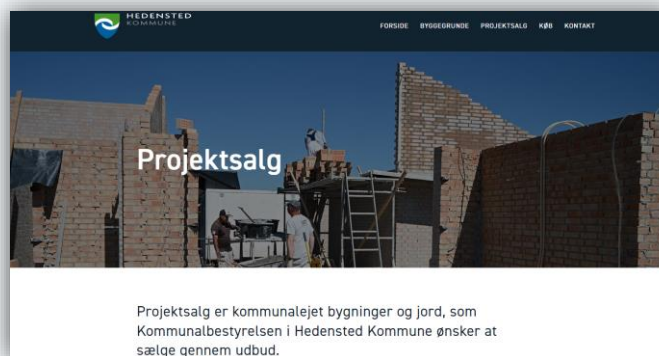 HEDENSTED
KOMMUNE
FORSIDE BYGGEGRUNDE PROJEKTSALG KØB KONTAKT
Projektsalg
Projektsalg er kommunalejet bygninger og jord, som
Kommunalbestyrelsen i Hedensted Kommune ønsker at
sælge gennem udbud.